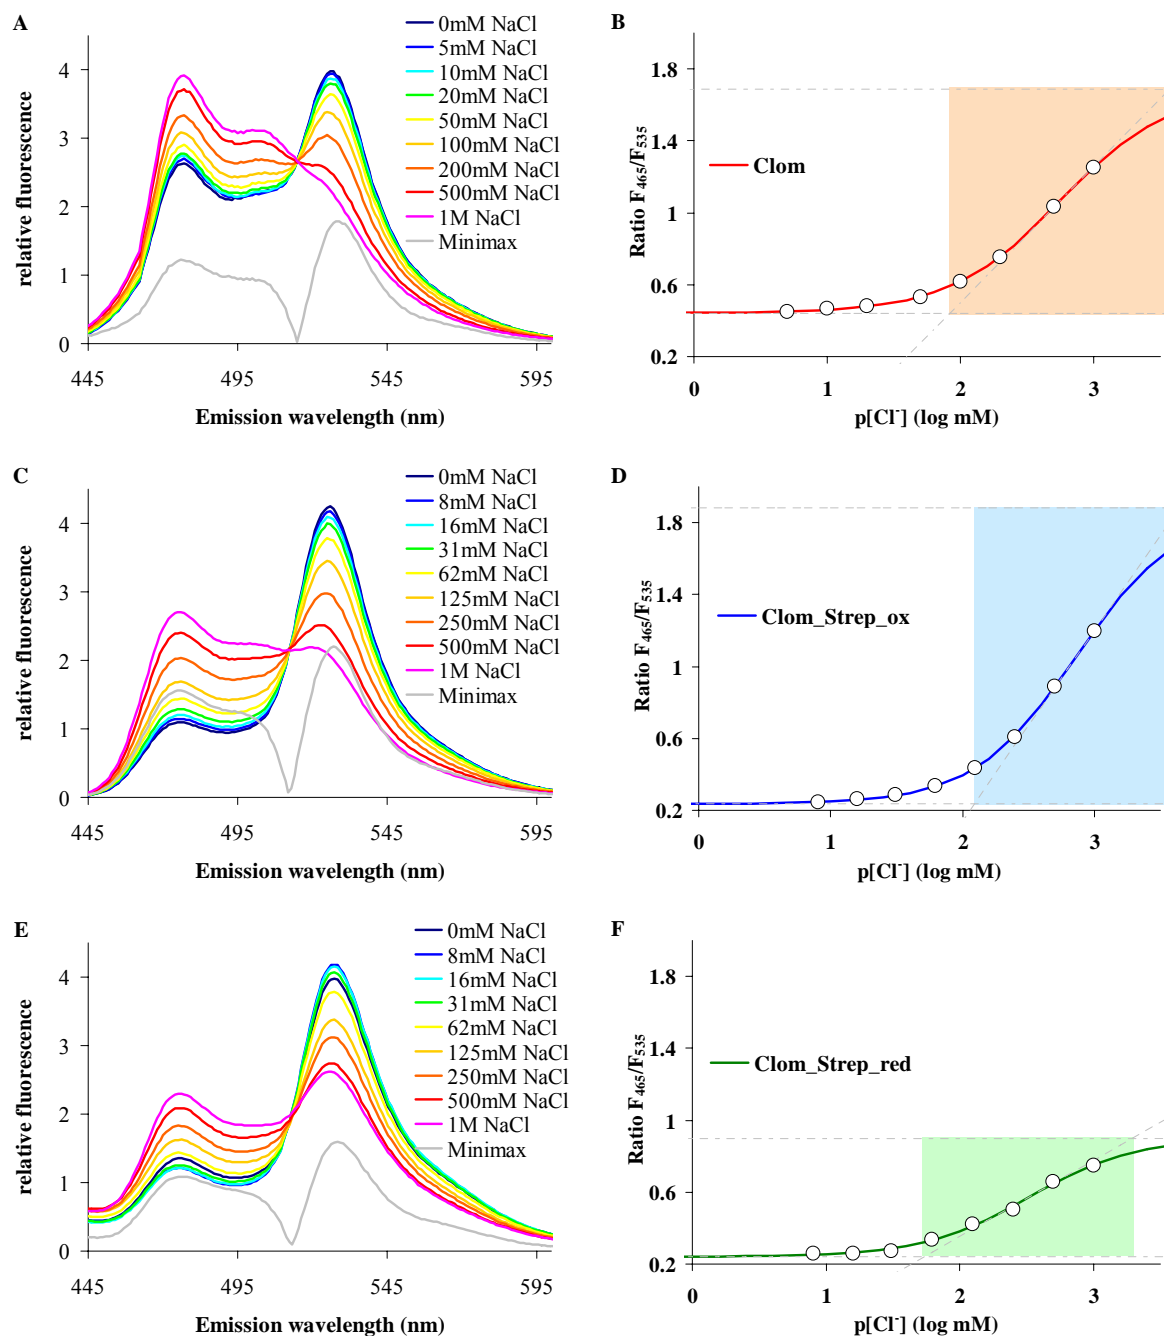 A
relative fluorescence
4
3
2
1
0
445
495
545
595
Emission wavelength (nm)
0mM NaCl
5mM NaCl
10mM NaCl
20mM NaCl
50mM NaCl
100mM NaCl
200mM NaCl
500mM NaCl
1M NaCl
Minimax
B
Ratio F465/F535
1.8
1.4
1
0.6
0.2
0
1
2
3
p[Cl-] (log mM)
Clom
C
relative fluorescence
4
3
2
1
0
445
495
545
595
Emission wavelength (nm)
0mM NaCl
8mM NaCl
16mM NaCl
31mM NaCl
62mM NaCl
125mM NaCl
250mM NaCl
500mM NaCl
1M NaCl
Minimax
D
Ratio F465/F535
1.8
1.4
1
0.6
0.2
0
1
2
3
p[Cl-] (log mM)
Clom_Strep_ox
E
relative fluorescence
4
3
2
1
0
445
495
545
595
Emission wavelength (nm)
0mM NaCl
8mM NaCl
16mM NaCl
31mM NaCl
62mM NaCl
125mM NaCl
250mM NaCl
500mM NaCl
1M NaCl
Minimax
F
Ratio F465/F535
1.8
1.4
1
0.6
0.2
0
1
2
3
p[Cl-] (log mM)
Clom_Strep_red